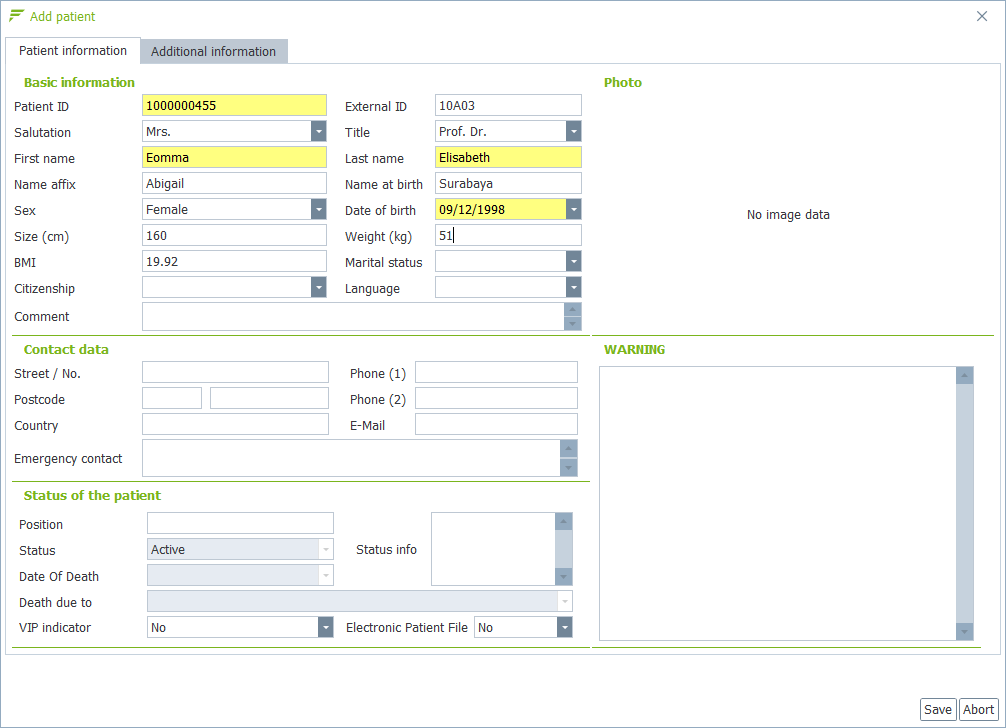 Add patient
Patient information Additional information
Basic information
Photo
Patient ID 1000000455 External ID 10A03
Salutation Mrs. Title Prof. Dr.
First name Eomma Last name Elisabeth
Name affix Abigail Name at birth Surabaya
Sex Female Date of birth 09/12/1998
No image data
Size (cm) 160 Weight (kg) 51
BMI 19.92 Marital status
Citizenship Language
Comment
Contact data
WARNING
Street / No. Phone (1)
Postcode Phone (2)
Country E-Mail
Emergency contact
Status of the patient
Position
Status Active Status info
Date Of Death
Death due to
VIP indicator No Electronic Patient File No
Save Abort